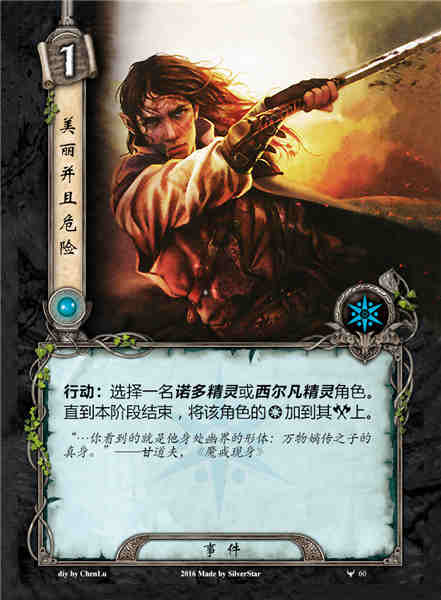 1
美丽并且危险
行动：选择一名诺多精灵或西尔凡精灵角色。
直到本阶段结束，将该角色的加到其上。
“…你看到的就是他身处幽界的形体：万物嫡传之子的
真身。”——甘道夫，《魔戒现身》
事件
diy by ChenLu
2016 Made by SilverStar
60